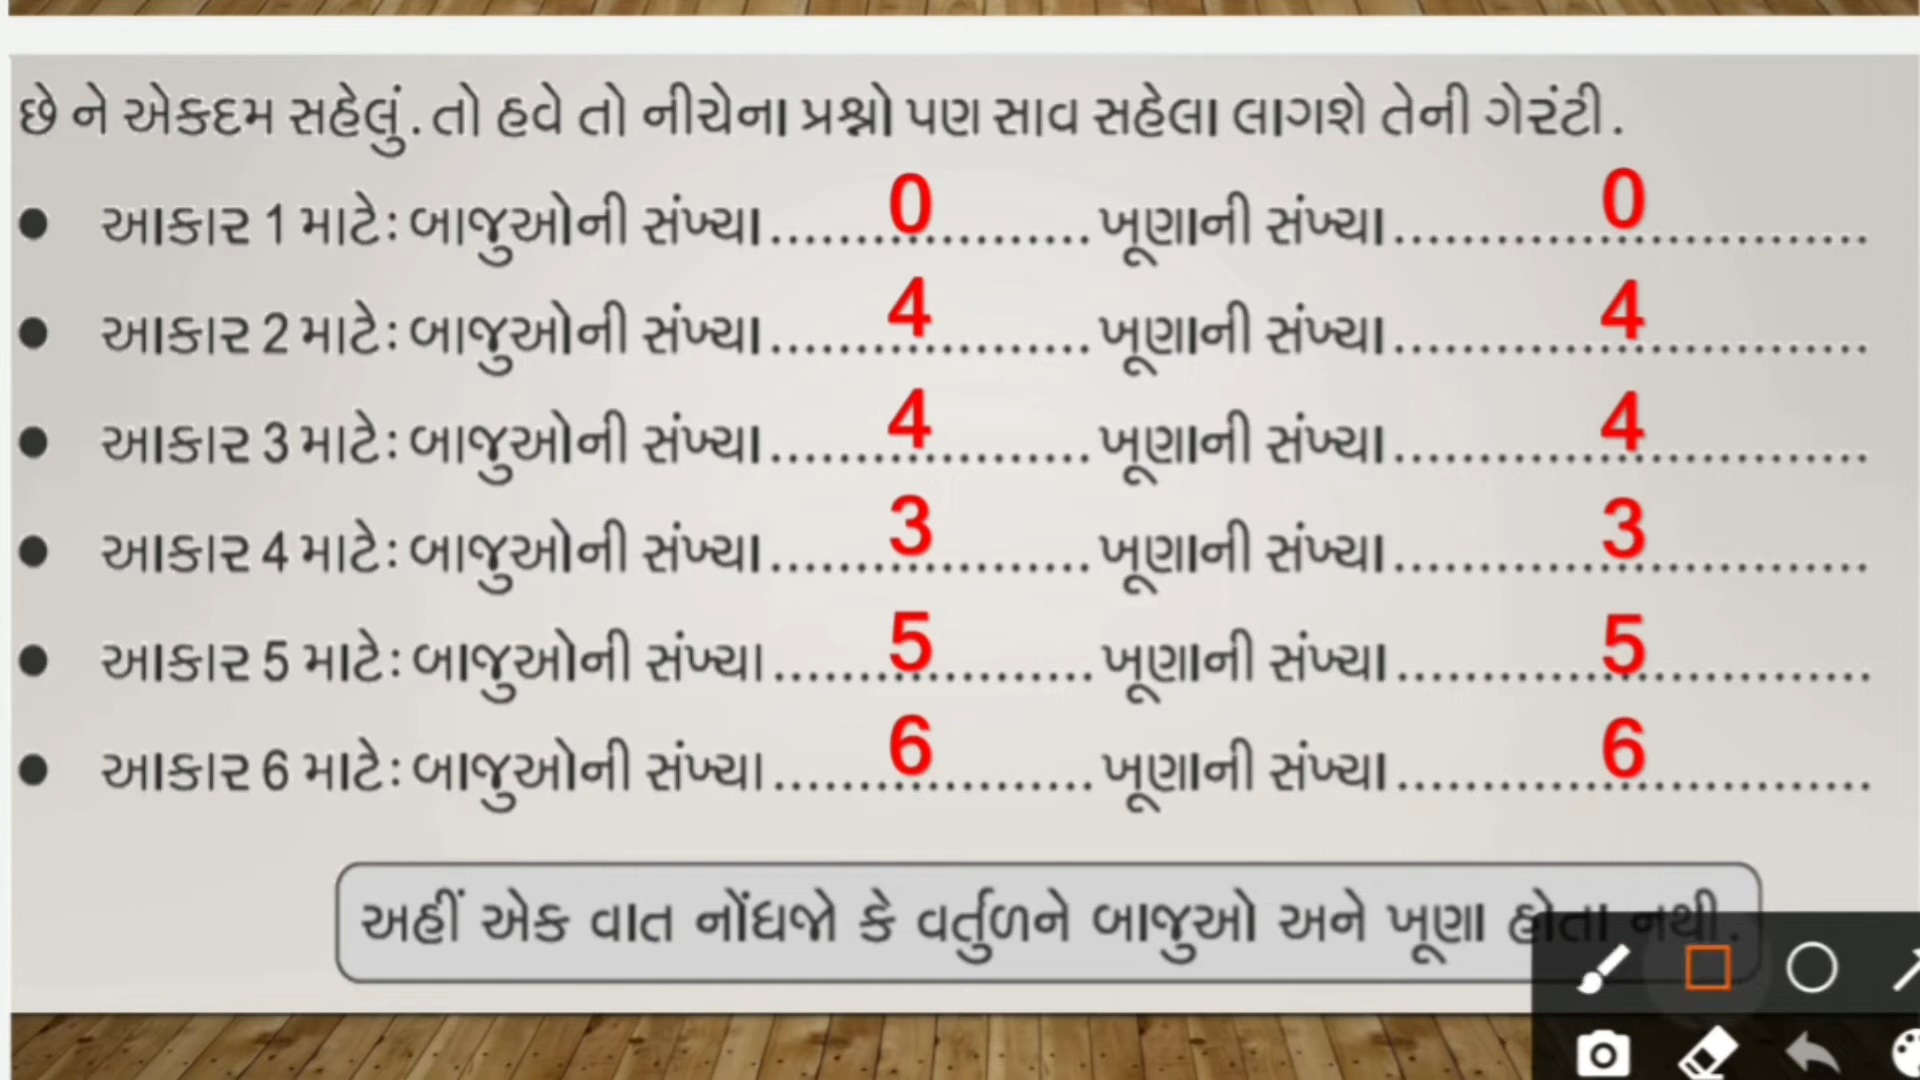 છે ને એકદમ સહેલું. તો હવે તો નીચેના પ્રશ્નો પણ સાવ સહેલા લાગશે તેની ગેરંટી.
● આકાર 1 માટે: બાજુઓની સંખ્યા ................... 0 ખૂણાની સંખ્યા ............................ 0
● આકાર 2 માટે: બાજુઓની સંખ્યા ................... 4 ખૂણાની સંખ્યા ............................ 4
● આકાર 3 માટે: બાજુઓની સંખ્યા ................... 4 ખૂણાની સંખ્યા ............................ 4
● આકાર 4 માટે: બાજુઓની સંખ્યા ................... 3 ખૂણાની સંખ્યા ............................ 3
● આકાર 5 માટે: બાજુઓની સંખ્યા ................... 5 ખૂણાની સંખ્યા ............................ 5
● આકાર 6 માટે: બાજુઓની સંખ્યા ................... 6 ખૂણાની સંખ્યા ............................ 6
અહીં એક વાત નોંધજો કે વર્તુળને બાજુઓ અને ખૂણા હોતા નથી.